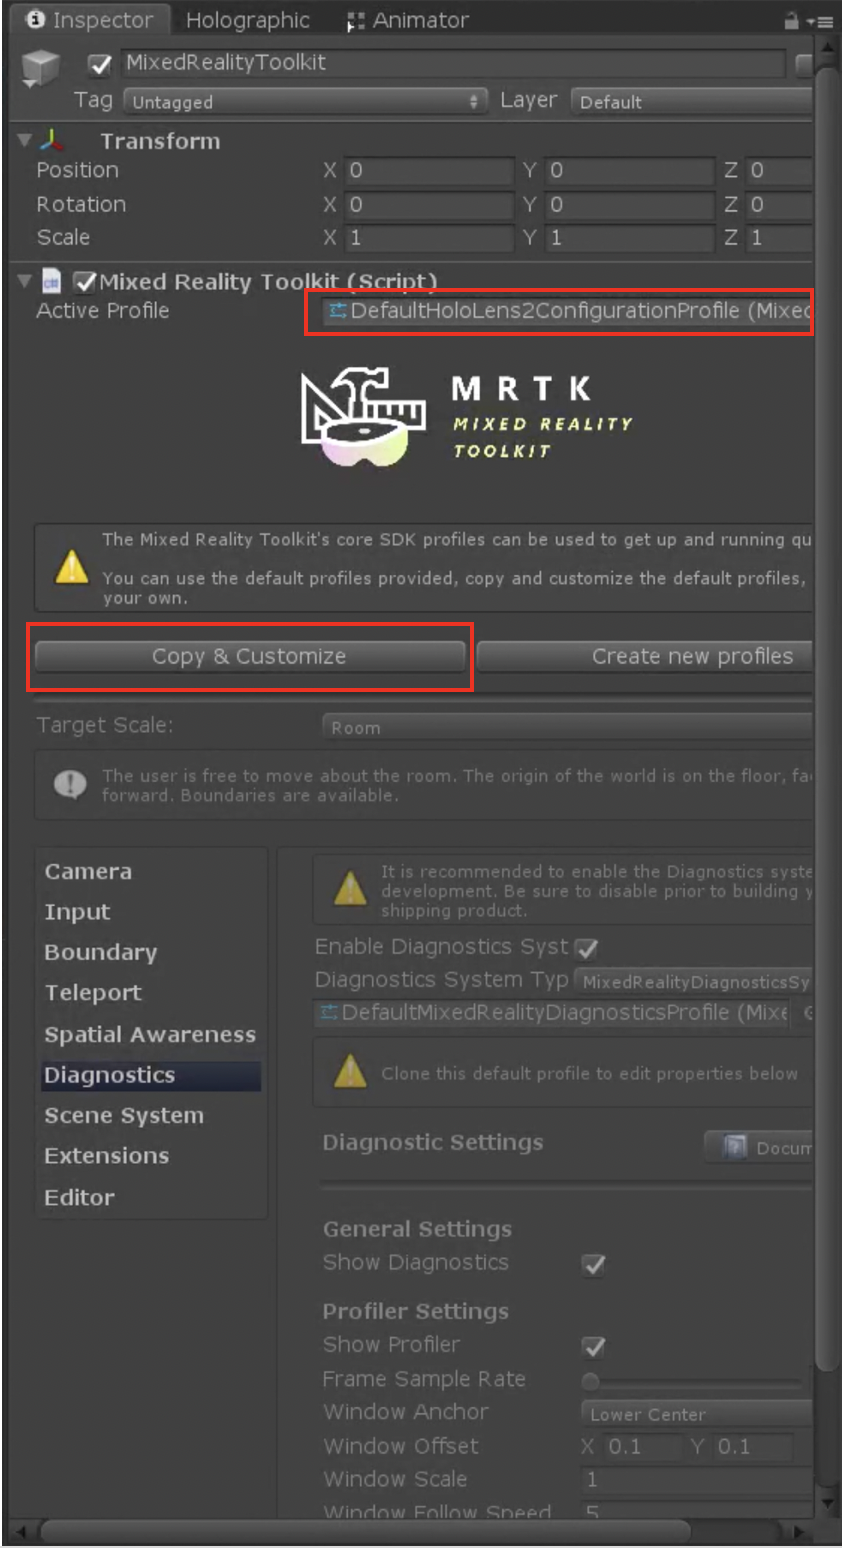 Inspector Holographic Animator
MixedRealityToolkit
Tag Untagged Layer Default
Transform
Position X 0 Y 0 Z 0
Rotation X 0 Y 0 Z 0
Scale X 1 Y 1 Z 1
c#
Mixed Reality Toolkit (Script)
Active Profile DefaultHoloLens2ConfigurationProfile (Mixed
MRTK
MIXED REALITY
TOOLKIT
The Mixed Reality Toolkit's core SDK profiles can be used to get up and running qu
You can use the default profiles provided, copy and customize the default profiles,
your own.
Copy & Customize Create new profiles
Target Scale: Room
The user is free to move about the room. The origin of the world is on the floor, fa
forward. Boundaries are available.
Camera
Input
Boundary
Teleport
Spatial Awareness
Diagnostics
Scene System
Extensions
Editor
It is recommended to enable the Diagnostics syste
development. Be sure to disable prior to building y
shipping product.
Enable Diagnostics Syst
Diagnostics System Typ MixedRealityDiagnosticsSy
DefaultMixedRealityDiagnosticsProfile (Mixe
Clone this default profile to edit properties below
Diagnostic Settings Docum
General Settings
Show Diagnostics
Profiler Settings
Show Profiler
Frame Sample Rate
Window Anchor Lower Center
Window Offset X 0.1 Y 0.1
Window Scale 1
Window Follow Speed 5